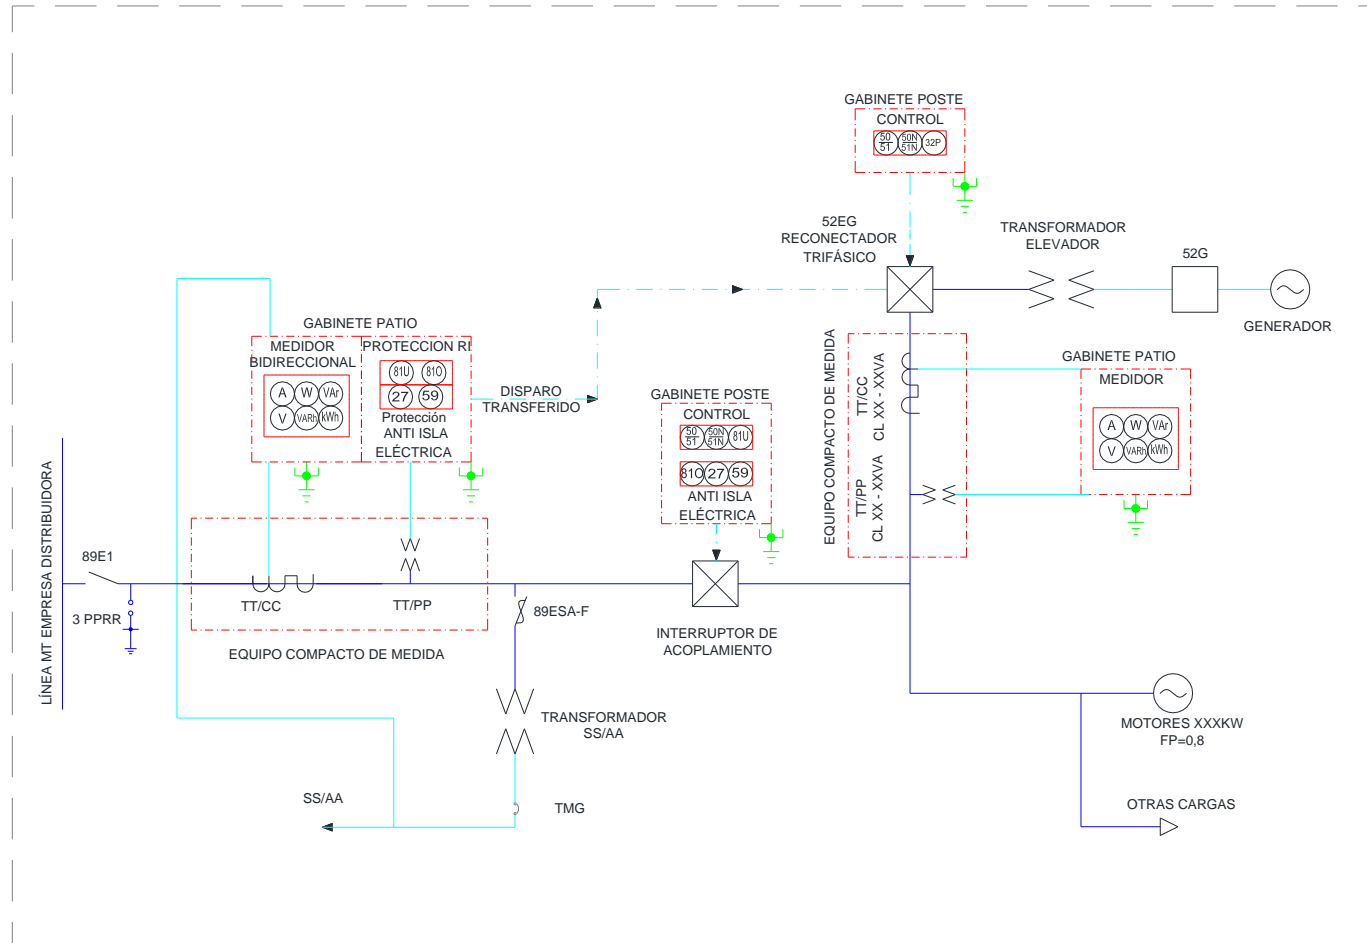 GABINETE POSTE
CONTROL
50
51
50N
51N
32P
52EG
RECONECTADOR
TRIFÁSICO
TRANSFORMADOR
ELEVADOR
52G
GENERADOR
GABINETE PATIO
MEDIDOR
BIDIRECCIONAL
A W VAr
V VARh kWh
PROTECCION RI
81U 81O
27 59
Protección
ANTI ISLA
ELÉCTRICA
DISPARO
TRANSFERIDO
GABINETE POSTE
CONTROL
50
51
50N
51N
81U
81O 27 59
ANTI ISLA
ELÉCTRICA
EQUIPO COMPACTO DE MEDIDA
TT/CC
CL XX - XXVA
TT/PP
CL XX - XXVA
GABINETE PATIO
MEDIDOR
A W VAr
V VARh kWh
LÍNEA MT EMPRESA DISTRIBUIDORA
89E1
3 PPRR
TT/CC
TT/PP
EQUIPO COMPACTO DE MEDIDA
89ESA-F
INTERRUPTOR DE
ACOPLAMIENTO
TRANSFORMADOR
SS/AA
MOTORES XXXKW
FP=0,8
SS/AA
TMG
OTRAS CARGAS